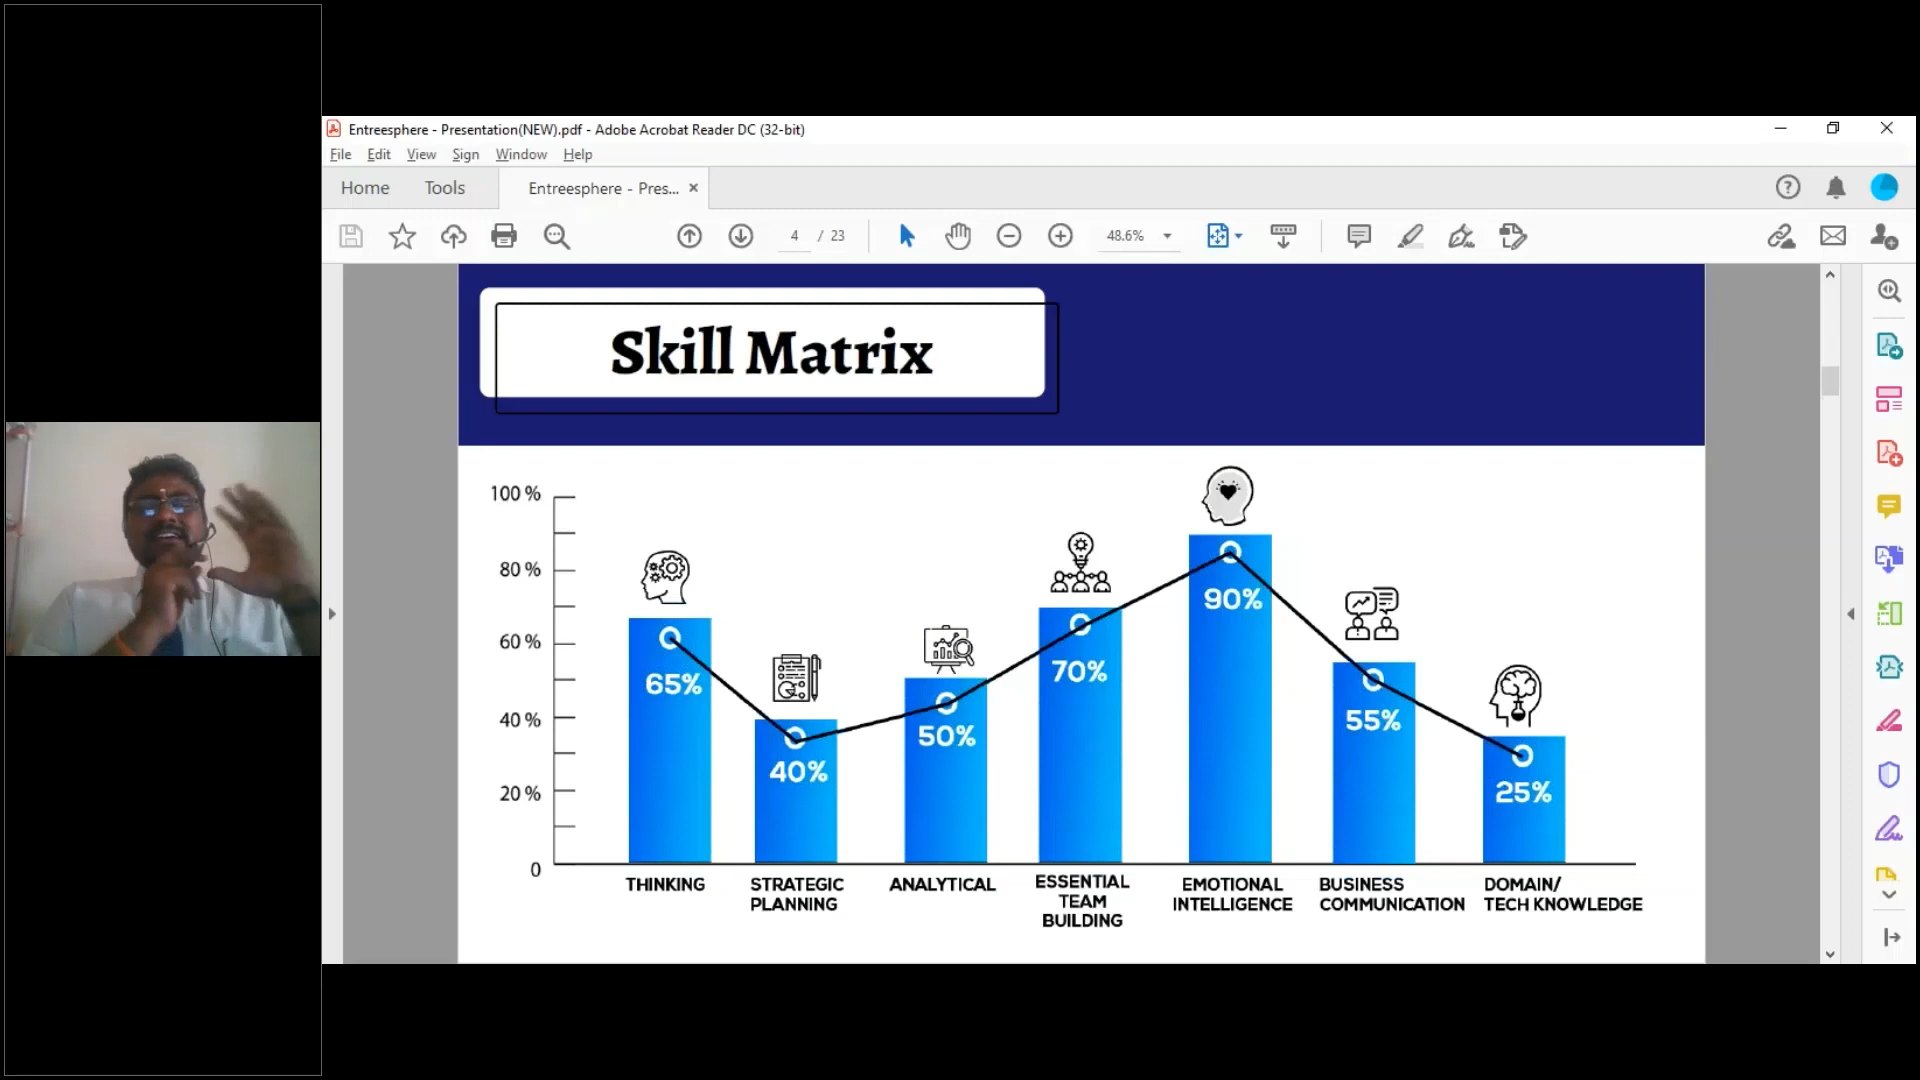 Entreesphere - Presentation(NEW).pdf - Adobe Acrobat Reader DC (32-bit)
File Edit View Sign Window Help
Home Tools Entreesphere - Pres... ×
4 / 23 48.6%
Skill Matrix
100 %
80 %
60 %
40 %
20 %
0
65%
40%
50%
70%
90%
55%
25%
THINKING
STRATEGIC
PLANNING
ANALYTICAL
ESSENTIAL
TEAM
BUILDING
EMOTIONAL
INTELLIGENCE
BUSINESS
COMMUNICATION
DOMAIN/
TECH KNOWLEDGE